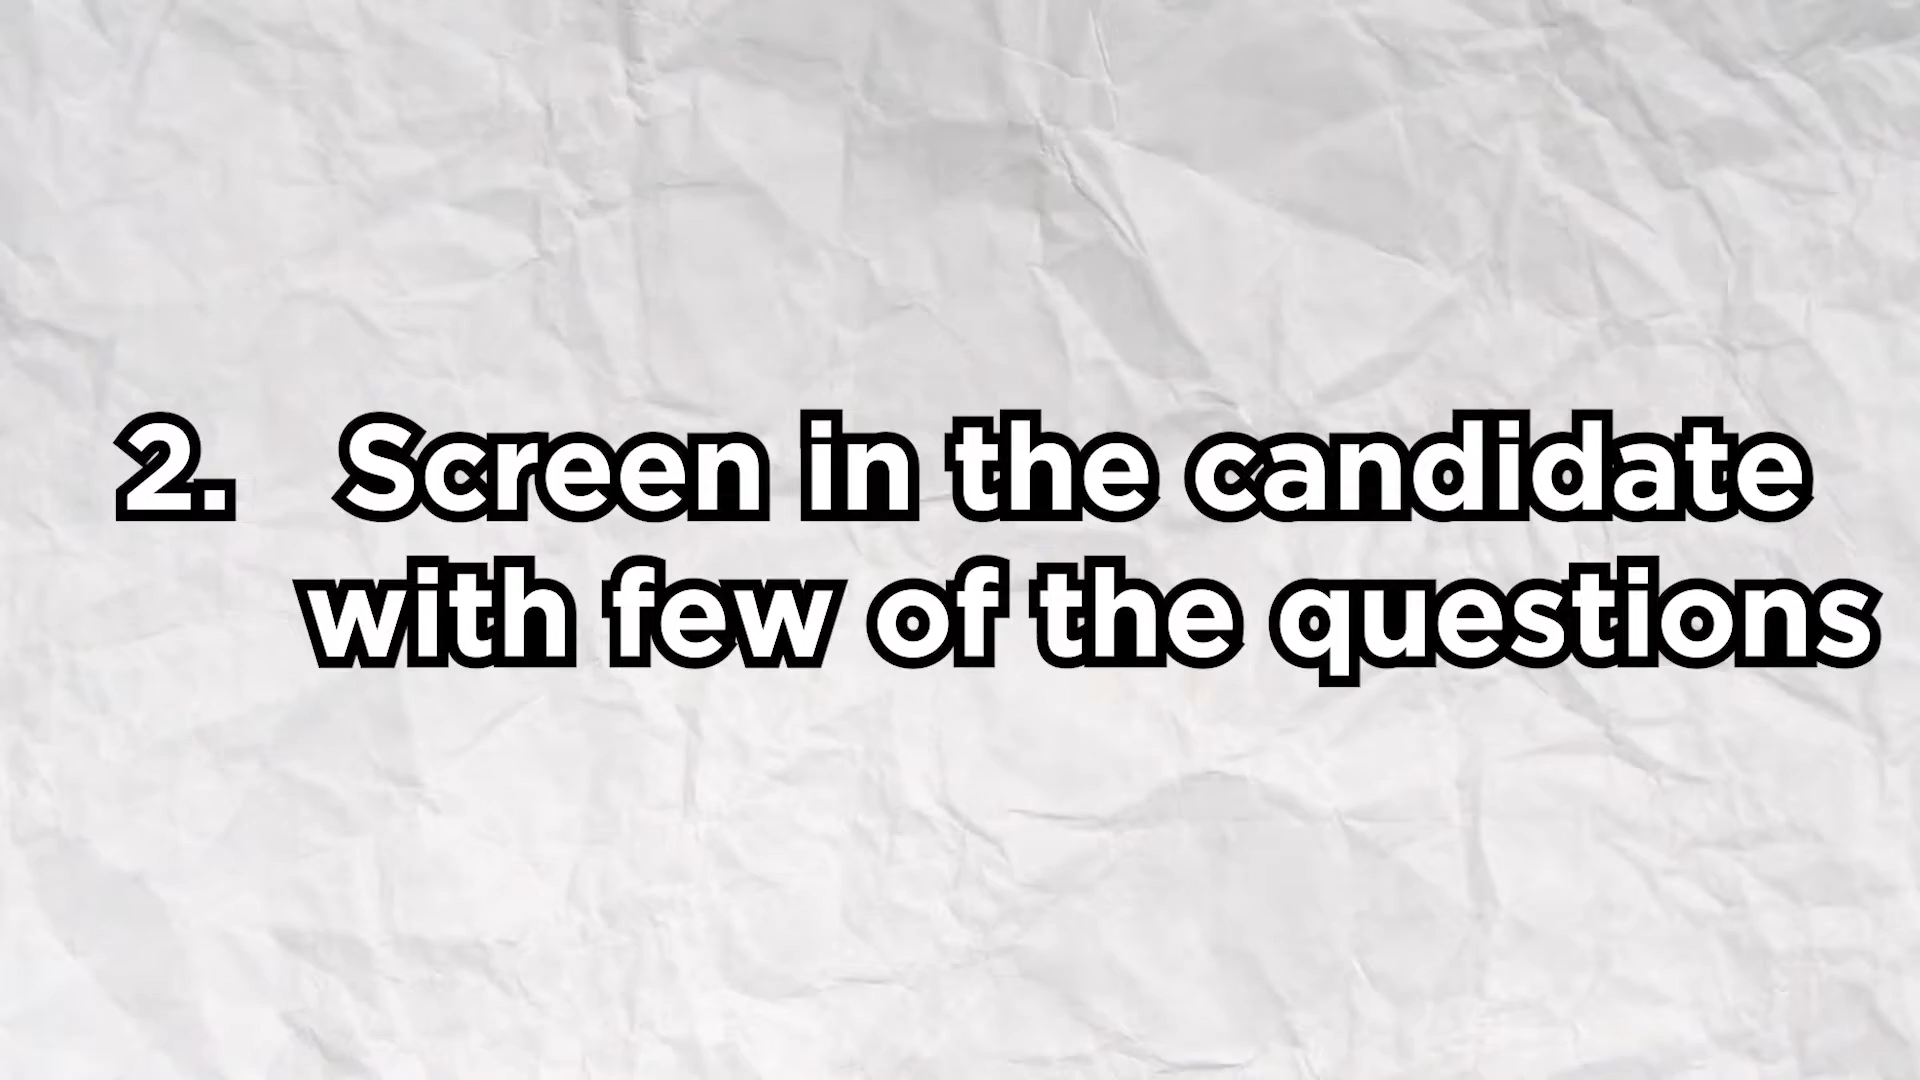 2. Screen in the candidate
with few of the questions